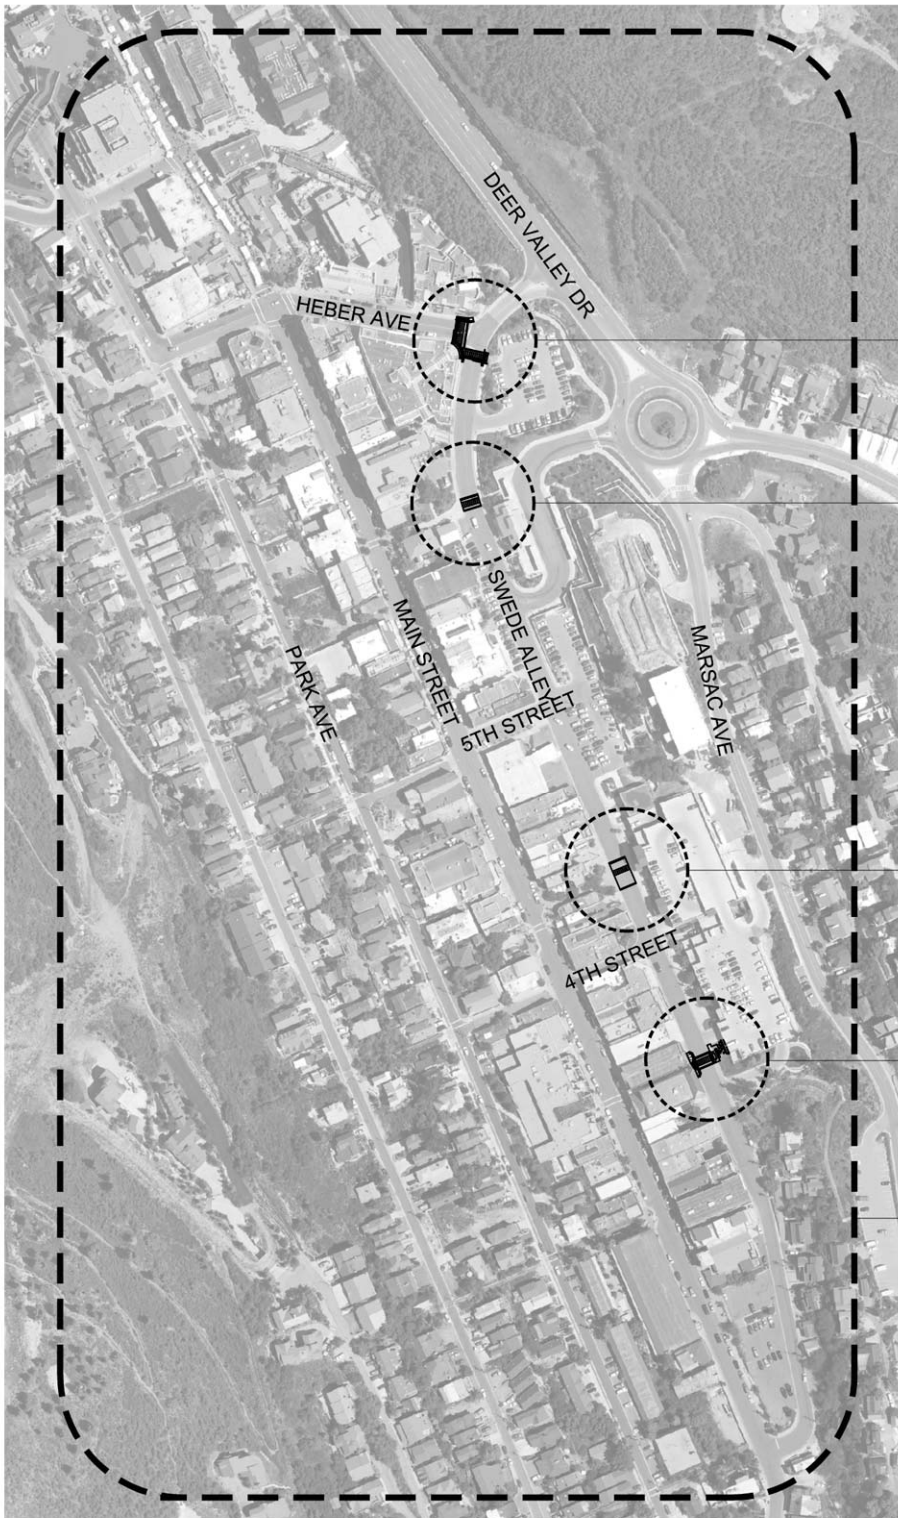 DEER VALLEY DR
HEBER AVE
SWEDE ALLEY
MAIN STREET
MARSAC AVE
PARK AVE
5TH STREET
4TH STREET